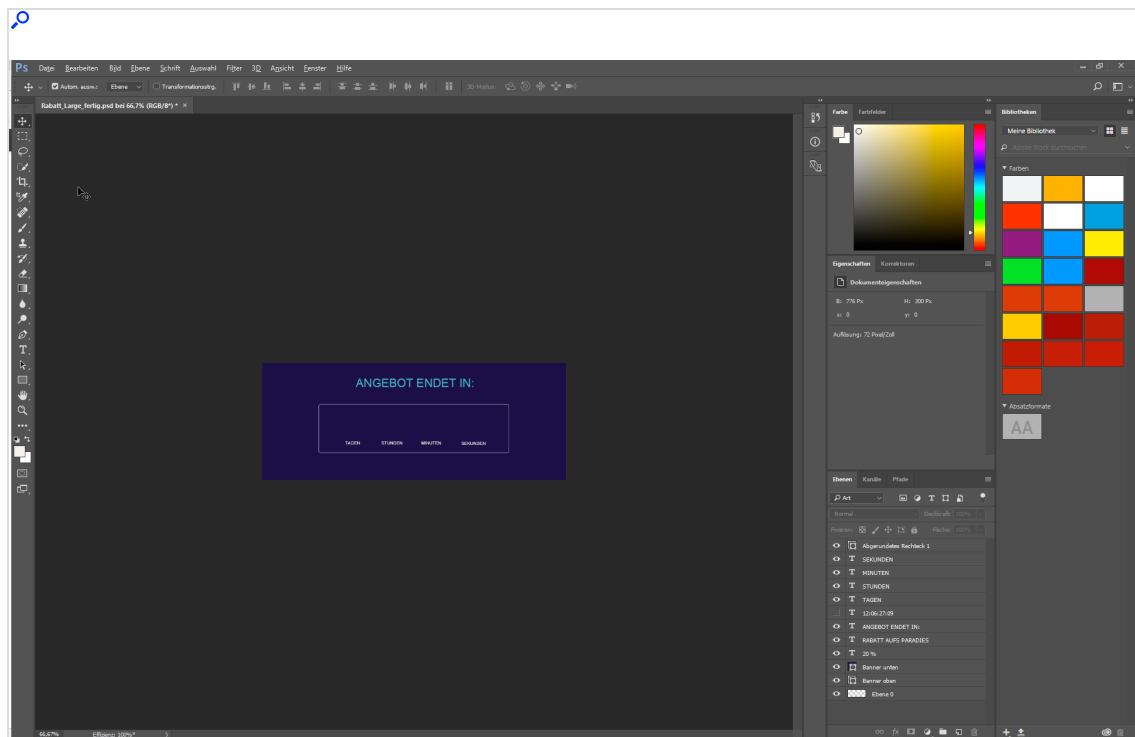 Ps Datei Bearbeiten Bild Ebene Schrift Auswahl Filter 3D Ansicht Fenster Hilfe
Autom. ausw.: Ebene Transformationsstrg. 3D-Modus:
Rabatt_Large_fertig.psd bei 66,7% (RGB/8*) * ×
Farbe Farbfelder
Bibliotheken
Meine Bibliothek
Adobe Stock durchsuchen
Farben
Eigenschaften Korrekturen
Dokumenteigenschaften
B: 776 Px H: 300 Px
x: 0 y: 0
Auflösung: 72 Pixel/Zoll
ANGEBOT ENDET IN:
TAGEN STUNDEN MINUTEN SEKUNDEN
Absatzformate
AA
Ebenen Kanäle Pfade
Art
Normal Deckkraft: 100%
Fixieren: Fläche: 100%
Abgerundetes Rechteck 1
T SEKUNDEN
T MINUTEN
T STUNDEN
T TAGEN
T 12:06:27:09
T ANGEBOT ENDET IN:
T RABATT AUFS PARADIES
T 20 %
Banner unten
Banner oben
Ebene 0
66,67% Effizienz: 100%*
fx